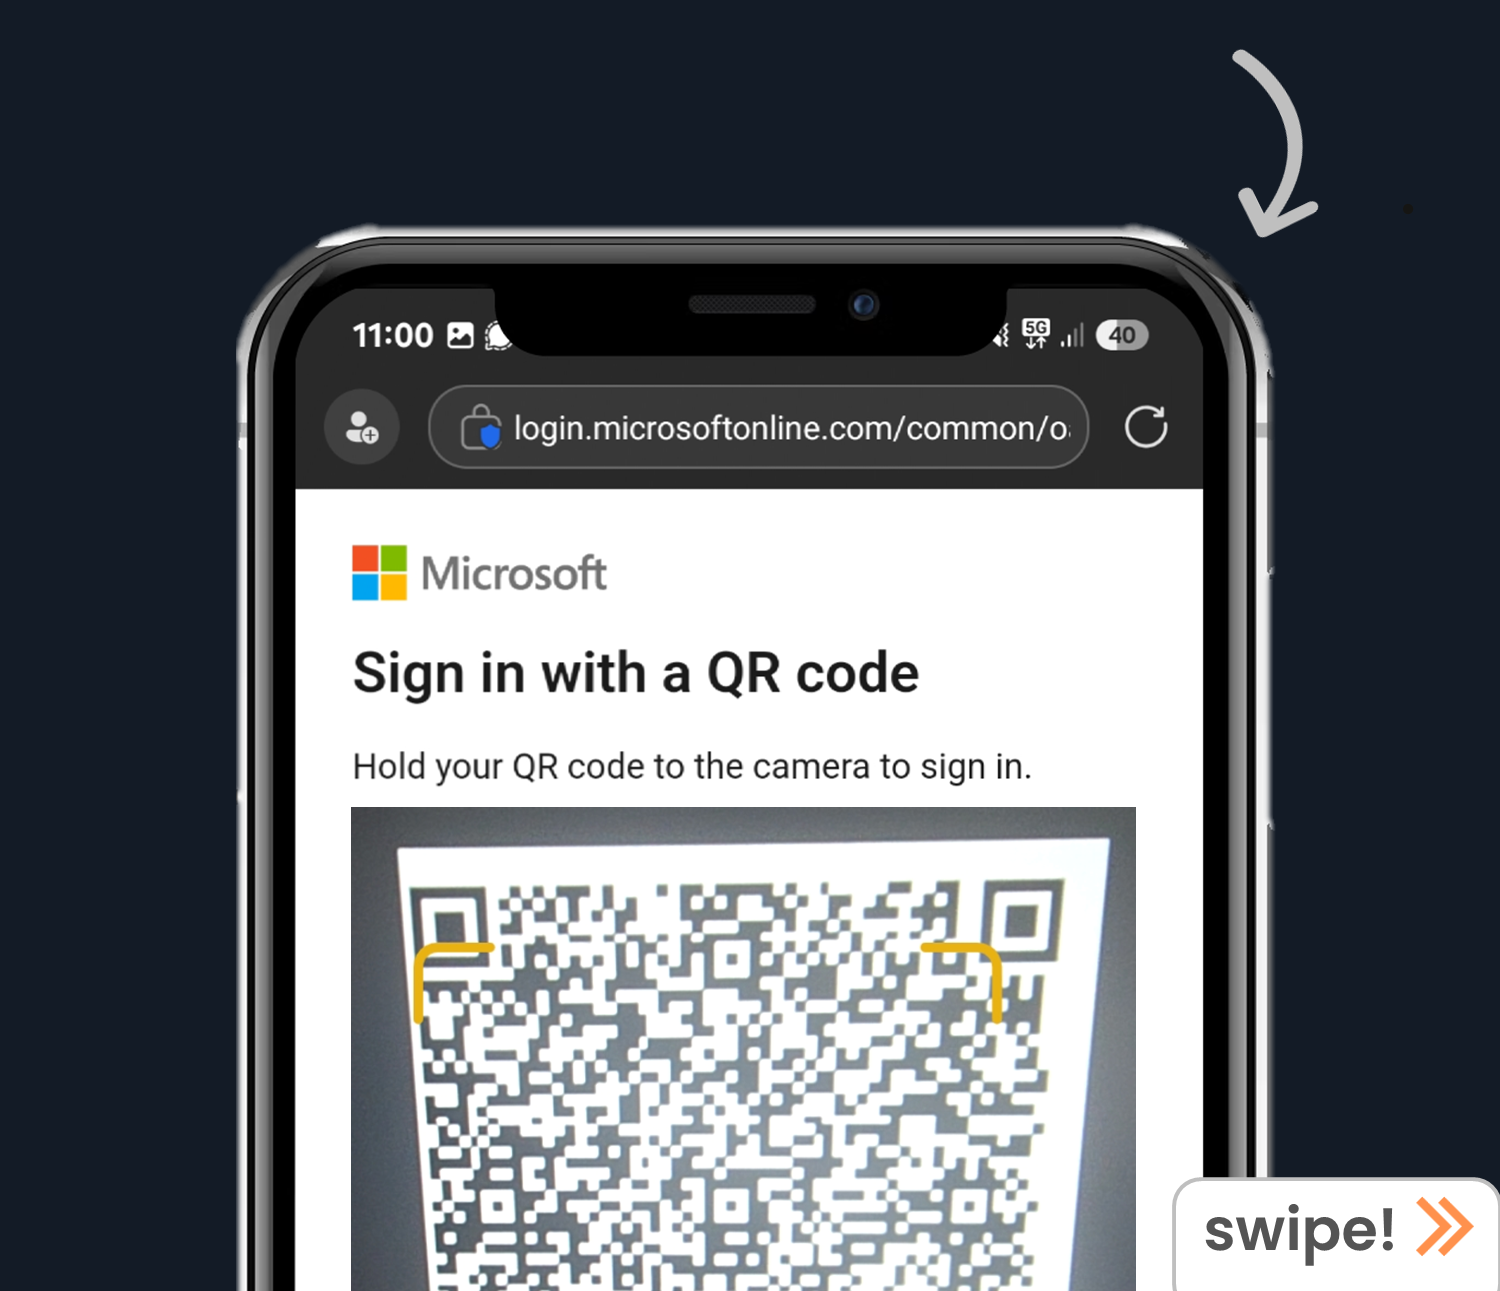 11:00
5G
40
login.microsoftonline.com/common/o
Microsoft
Sign in with a QR code
Hold your QR code to the camera to sign in.
swipe!